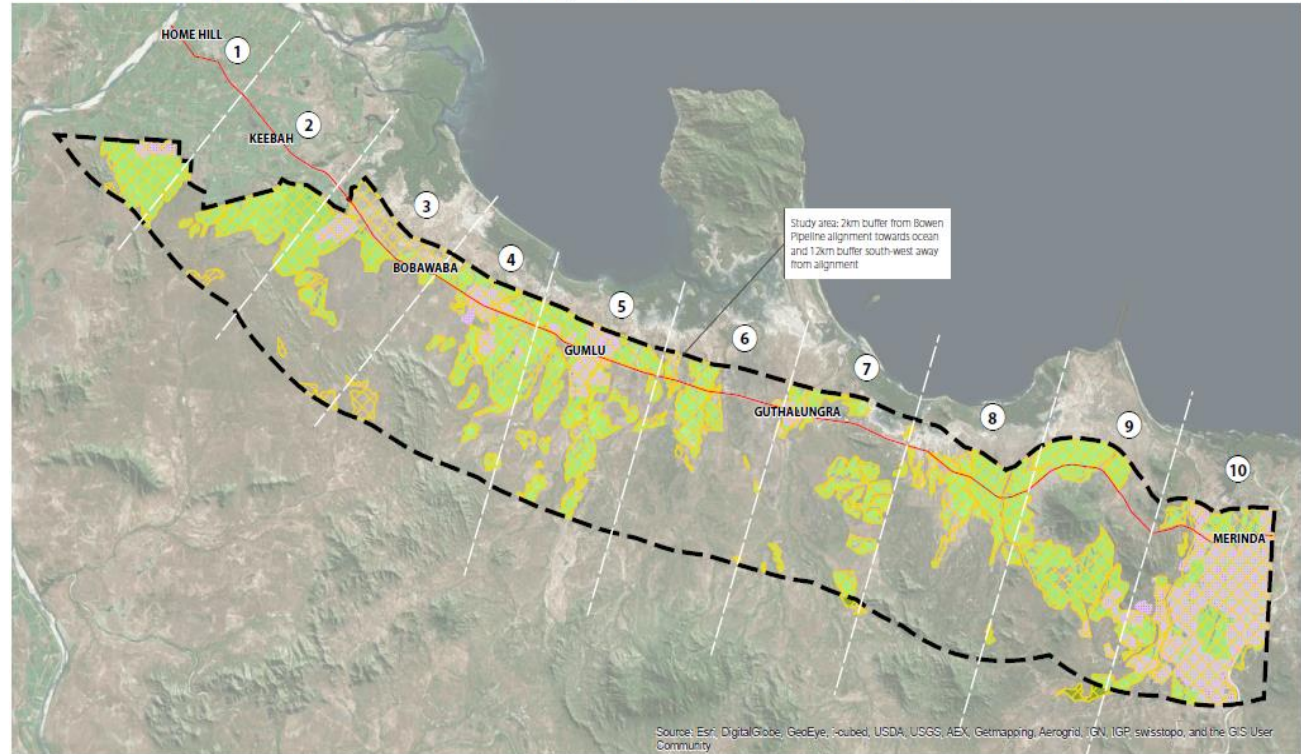 HOME HILL
1
2
KEEBAH
3
BOBAWABA
4
5
GUMLU
Study area: 2km buffer from Bowen
Pipeline alignment towards ocean
and 12km buffer south-west away
from alignment
6
7
GUTHALUNGRA
8
9
10
MERINDA
Source: Esri, DigitalGlobe, GeoEye, i-cubed, USDA, USGS, AEX, Getmapping, Aerogrid, IGN, IGP, swisstopo, and the GIS User
Community